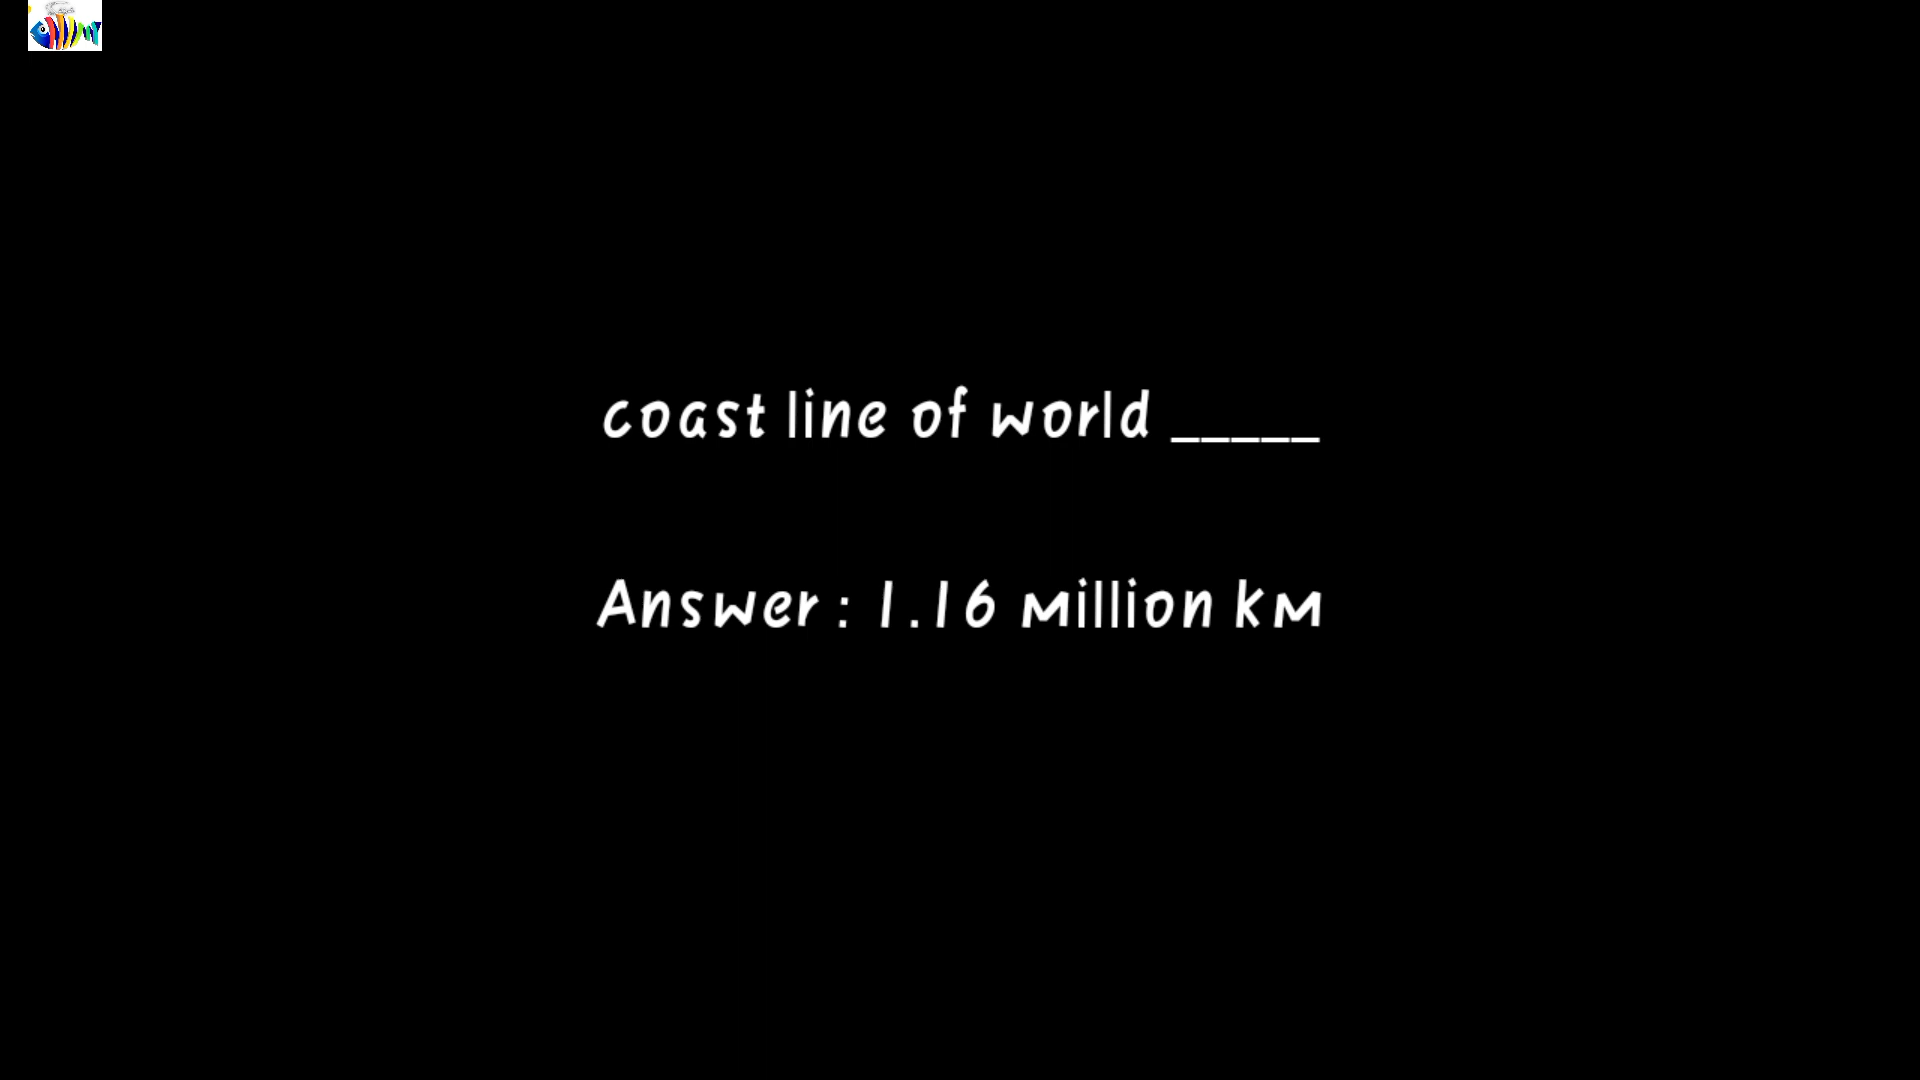 coast line of world _____
Answer : 1.16 million km